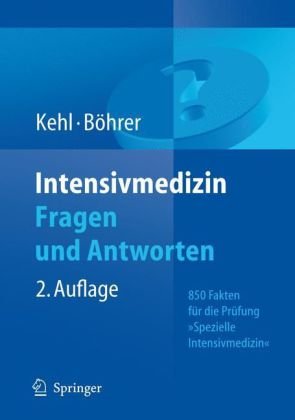 Kehl · Böhrer
Intensivmedizin
Fragen
und Antworten
2. Auflage
850 Fakten
für die Prüfung
»Spezielle
Intensivmedizin«
Springer